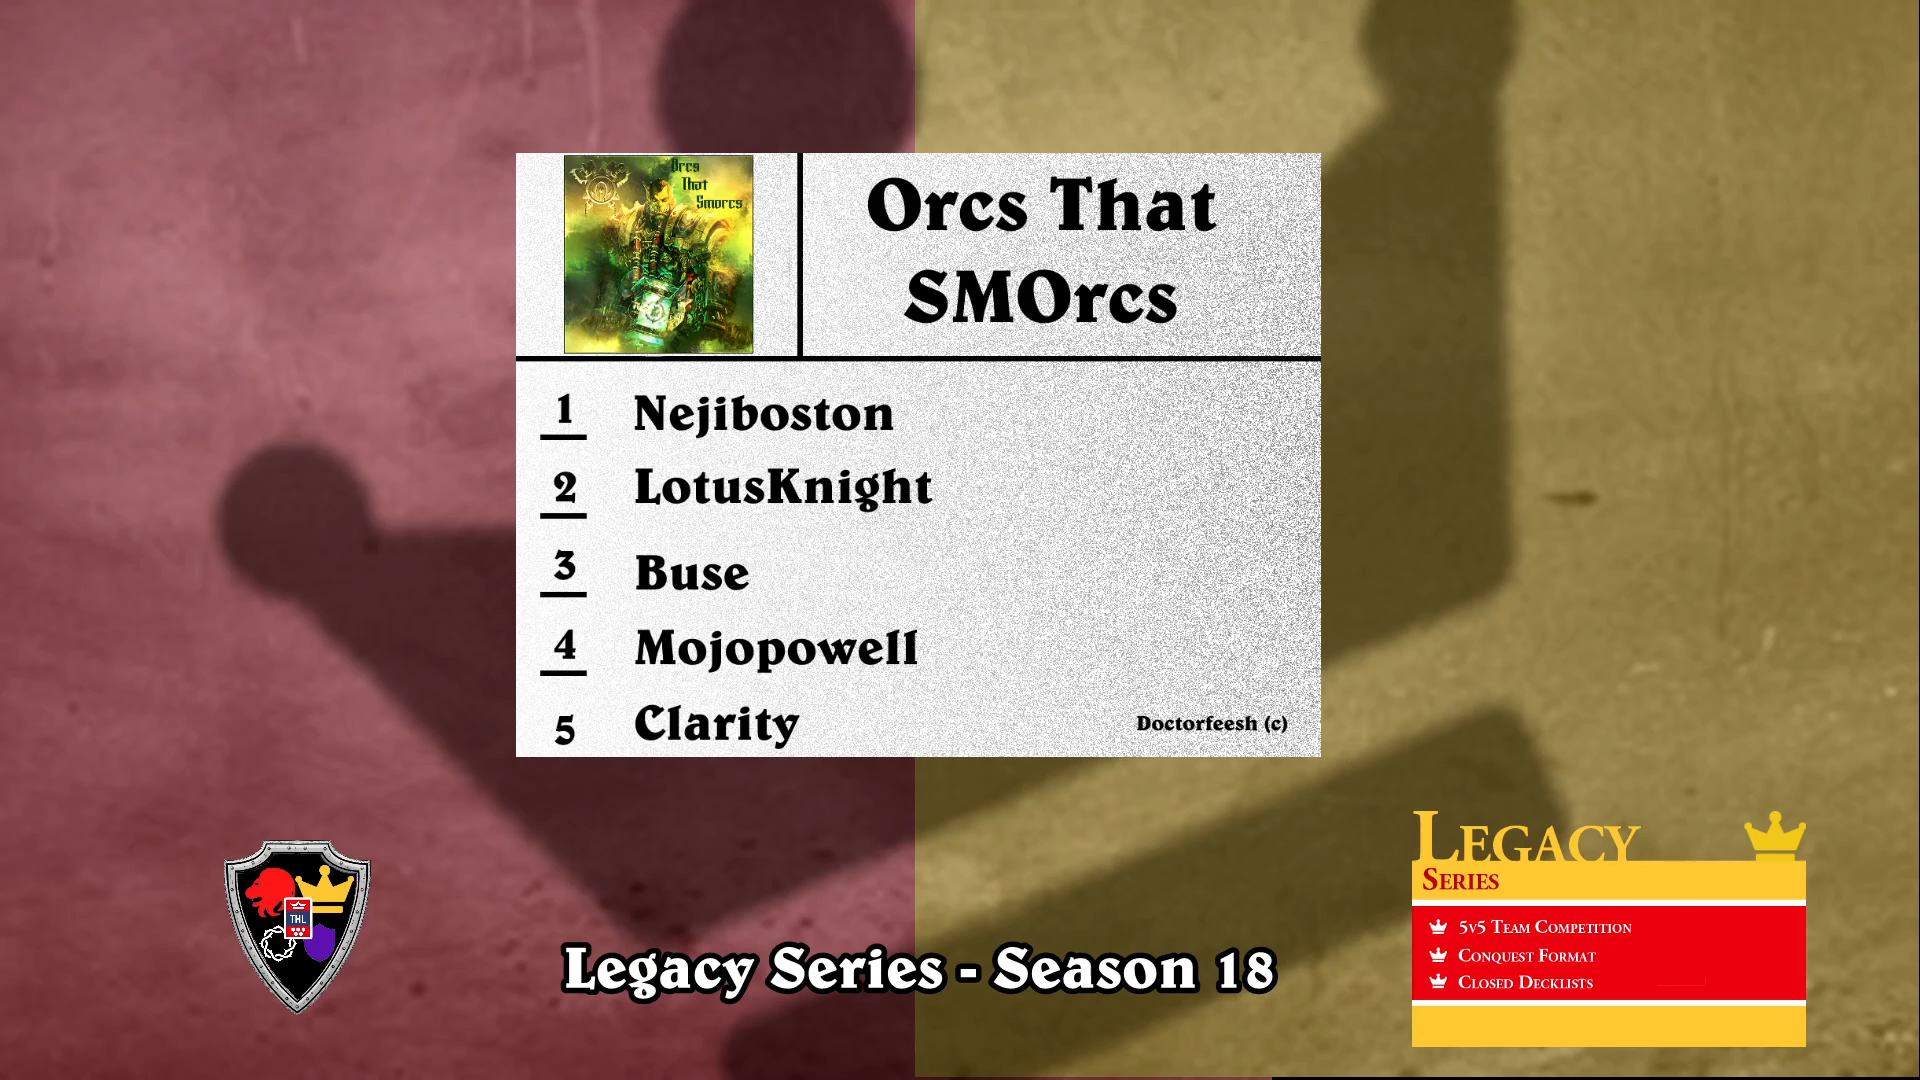 Orcs
That
Smorcs
Orcs That
SMOrcs
1 Nejiboston
2 LotusKnight
3 Buse
4 Mojopowell
5 Clarity
Doctorfeesh (c)
THL
Legacy Series - Season 18
LEGACY
SERIES
5v5 TEAM COMPETITION
CONQUEST FORMAT
CLOSED DECKLISTS